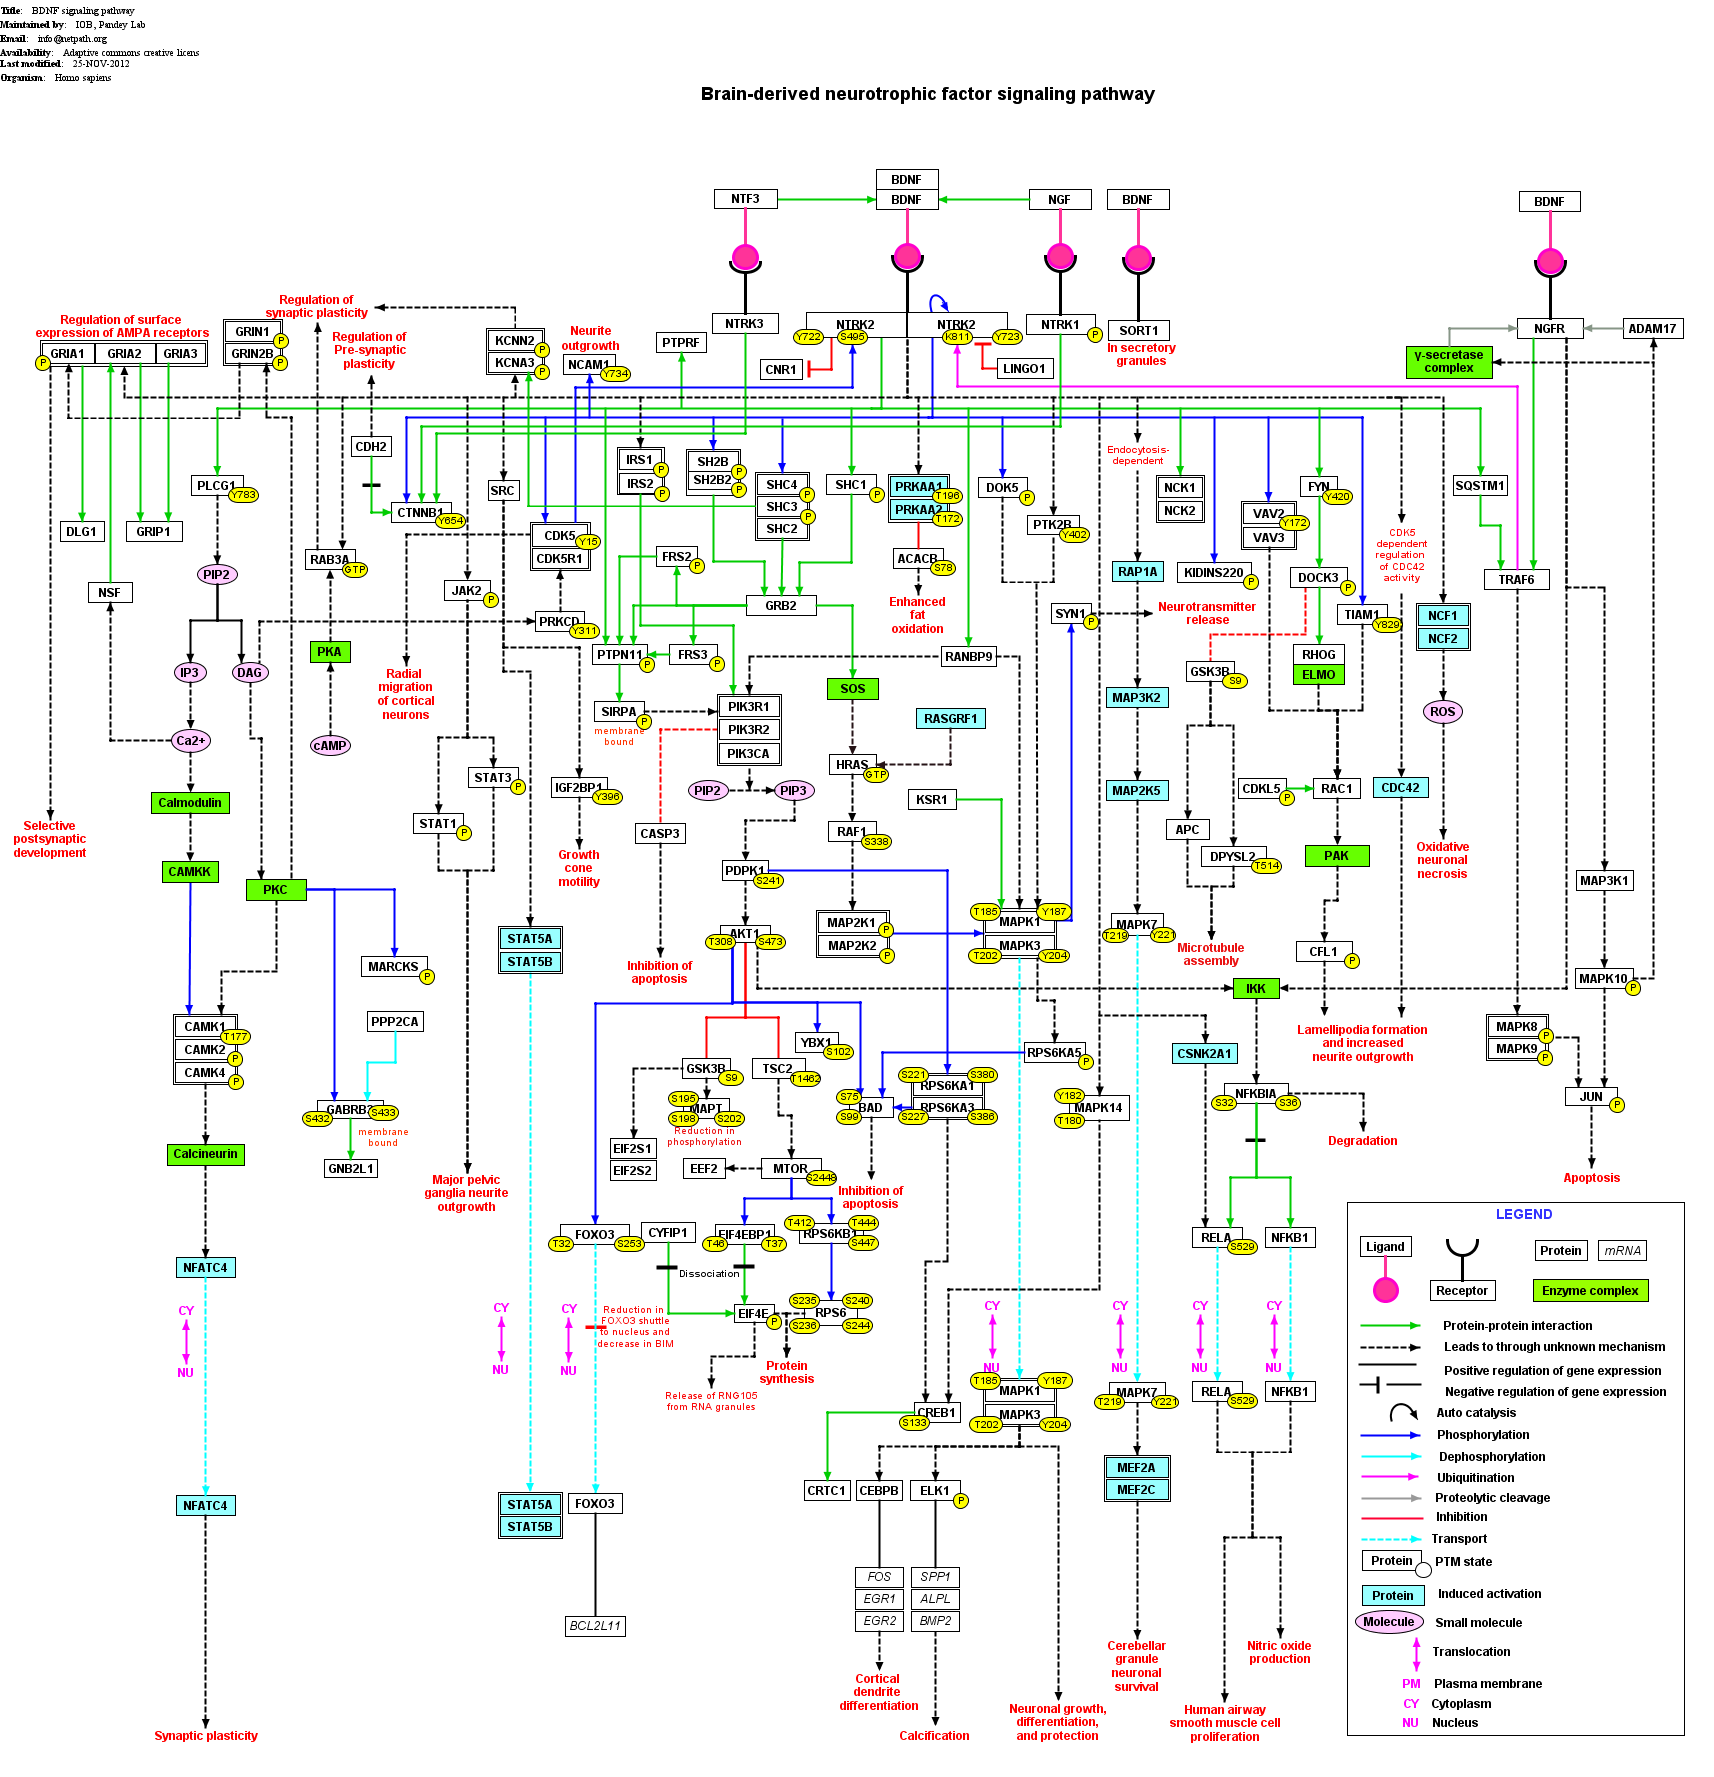 Title: BDNF signaling pathway
Maintained by: IOB, Pandey Lab
Email: info@netpath.org
Availability: Adaptive commons creative licens
Last modified: 25-NOV-2012
Organism: Homo sapiens
Brain-derived neurotrophic factor signaling pathway
BDNF
NTF3
BDNF
NGF
BDNF
BDNF
Regulation of
synaptic plasticity
Regulation of surface
expression of AMPA receptors
GRIA1 GRIA2 GRIA3
P
GRIN1
P
GRIN2B
P
Regulation of
Pre-synaptic
plasticity
KCNN2
P
KCNA3
P
Neurite
outgrowth
NCAM1
Y734
PTPRF
NTRK3
NTRK2 NTRK2
Y722 S495 K811 Y723
CNR1
LINGO1
NTRK1
P
SORT1
In secretory
granules
NGFR
ADAM17
γ-secretase
complex
CDH2
PLCG1
Y783
DLG1
GRIP1
CTNNB1
Y654
SRC
IRS1
P
IRS2
P
SH2B
P
SH2B2
P
SHC4
P
SHC3
P
SHC2
SHC1
P
PRKAA1
T196
PRKAA2
T172
DOK5
P
PTK2B
Y402
Endocytosis-
dependent
NCK1
NCK2
VAV2
Y172
VAV3
FYN
Y420
SQSTM1
CDK5
dependent
regulation
of CDC42
activity
CDK5
Y15
CDK5R1
RAB3A
GTP
PIP2
NSF
JAK2
P
FRS2
P
ACACB
S78
Enhanced
fat
oxidation
RAP1A
KIDINS220
P
DOCK3
P
TRAF6
GRB2
SYN1
P
Neurotransmitter
release
TIAM1
Y829
NCF1
NCF2
PRKCD
Y311
PKA
PTPN11
P
FRS3
P
RANBP9
RHOG
ELMO
GSK3B
S9
IP3
DAG
Radial
migration
of cortical
neurons
SOS
MAP3K2
SIRPA
P
membrane
bound
PIK3R1
PIK3R2
PIK3CA
RASGRF1
ROS
Ca2+
cAMP
STAT3
P
HRAS
GTP
IGF2BP1
Y396
PIP2
PIP3
KSR1
MAP2K5
CDKL5
P
RAC1
CDC42
Calmodulin
STAT1
P
CASP3
RAF1
S338
APC
DPYSL2
T514
PAK
Oxidative
neuronal
necrosis
Selective
postsynaptic
development
Growth
cone
motility
CAMKK
PKC
PDPK1
S241
MAP3K1
MAP2K1
P
MAP2K2
P
T185 Y187
MAPK1
MAPK3
T202 Y204
MAPK7
T219 Y221
Microtubule
assembly
CFL1
P
AKT1
T308 S473
STAT5A
STAT5B
MARCKS
P
Inhibition of
apoptosis
IKK
MAPK10
P
CAMK1
T177
CAMK2
P
CAMK4
P
PPP2CA
YBX1
S102
RPS6KA5
P
CSNK2A1
Lamellipodia formation
and increased
neurite outgrowth
MAPK8
P
MAPK9
P
GSK3B
S9
TSC2
T1462
S195
MAPT
S198 S202
Reduction in
phosphorylation
S75
BAD
S99
S221 S380
RPS6KA1
RPS6KA3
S227 S386
Y182
MAPK14
T180
NFKBIA
S32 S36
JUN
P
GABRB3
S432 S433
membrane
bound
Degradation
Calcineurin
GNB2L1
EIF2S1
EIF2S2
EEF2
MTOR
S2448
Major pelvic
ganglia neurite
outgrowth
Inhibition of
apoptosis
Apoptosis
FOXO3
T32 S253
CYFIP1
EIF4EBP1
T46 T37
T412 T444
RPS6KB1
S447
RELA
S529
NFKB1
NFATC4
Dissociation
CY
NU
CY
NU
CY
NU
Reduction in
FOXO3 shuttle
to nucleus and
decrease in BIM
EIF4E
P
S235 S240
RPS6
S236 S244
Protein
synthesis
Release of RNG105
from RNA granules
CY
NU
CY
NU
CY
NU
CY
NU
T185 Y187
MAPK1
MAPK3
T202 Y204
MAPK7
T219 Y221
RELA
S529
NFKB1
CREB1
S133
NFATC4
STAT5A
STAT5B
FOXO3
CRTC1
CEBPB
ELK1
P
MEF2A
MEF2C
FOS
EGR1
EGR2
SPP1
ALPL
BMP2
BCL2L11
Synaptic plasticity
Cortical
dendrite
differentiation
Calcification
Neuronal growth,
differentiation,
and protection
Cerebellar
granule
neuronal
survival
Nitric oxide
production
Human airway
smooth muscle cell
proliferation
LEGEND
Ligand
Receptor
Protein
mRNA
Enzyme complex
Protein-protein interaction
Leads to through unknown mechanism
Positive regulation of gene expression
Negative regulation of gene expression
Auto catalysis
Phosphorylation
Dephosphorylation
Ubiquitination
Proteolytic cleavage
Inhibition
Transport
Protein PTM state
Protein Induced activation
Molecule Small molecule
Translocation
PM Plasma membrane
CY Cytoplasm
NU Nucleus